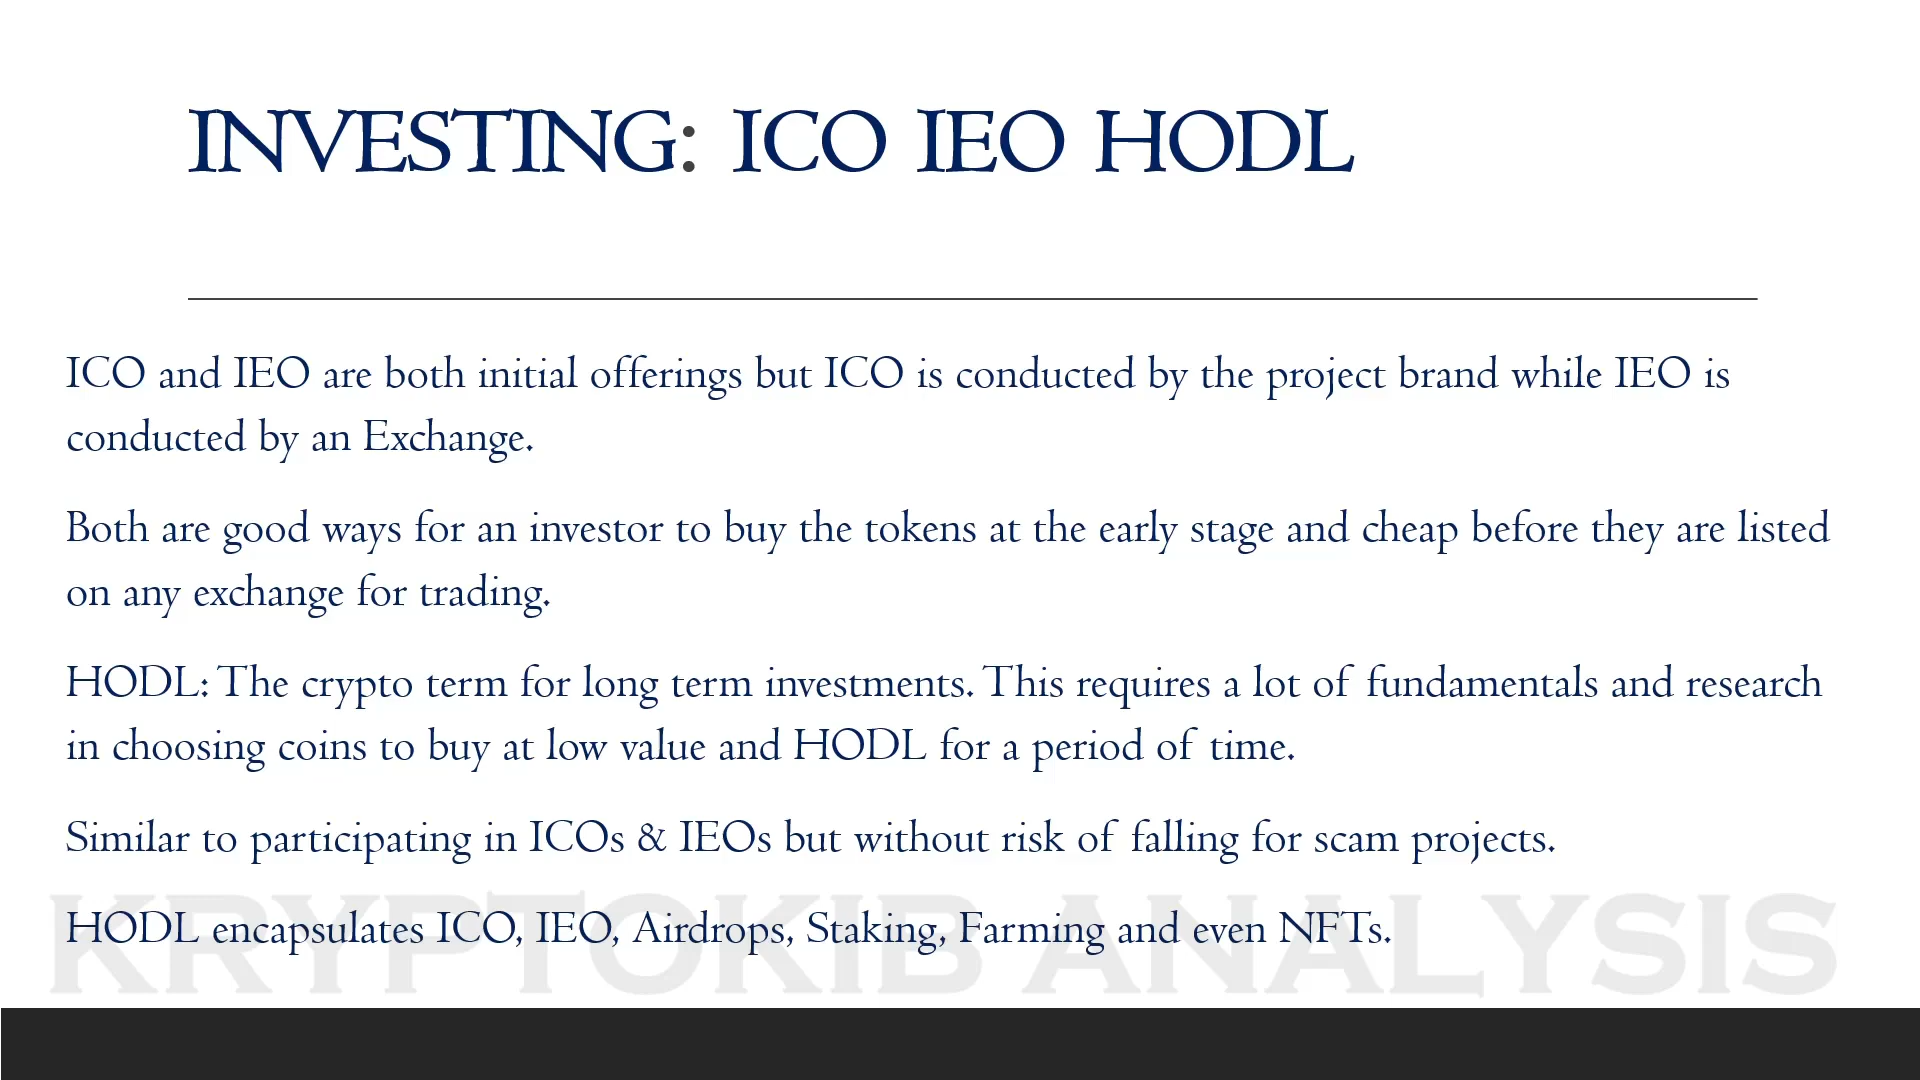 INVESTING: ICO IEO HODL
ICO and IEO are both initial offerings but ICO is conducted by the project brand while IEO is
conducted by an Exchange.
Both are good ways for an investor to buy the tokens at the early stage and cheap before they are listed
on any exchange for trading.
HODL: The crypto term for long term investments. This requires a lot of fundamentals and research
in choosing coins to buy at low value and HODL for a period of time.
Similar to participating in ICOs & IEOs but without risk of falling for scam projects.
HODL encapsulates ICO, IEO, Airdrops, Staking, Farming and even NFTs.
KRYPTOKIB ANALYSIS